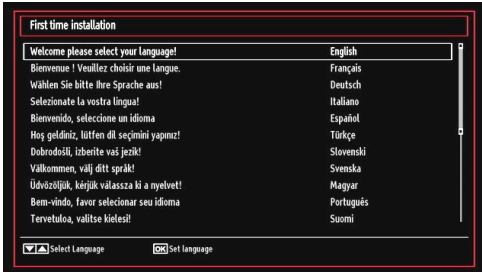 First time installation
Welcome please select your language! English
Bienvenue ! Veuillez choisir une langue. Français
Wählen Sie bitte Ihre Sprache aus! Deutsch
Selezionate la vostra lingua! Italiano
Bienvenido, seleccione un idioma Español
Hoş geldiniz, lütfen dil seçimini yapınız! Türkçe
Dobrodošli, izberite vaš jezik! Slovenski
Välkommen, välj ditt språk! Svenska
Üdvözöljük, kérjük válassza ki a nyelvet! Magyar
Bem-vindo, favor selecionar seu idioma Português
Tervetuloa, valitse kielesi! Suomi
Select Language OK Set language